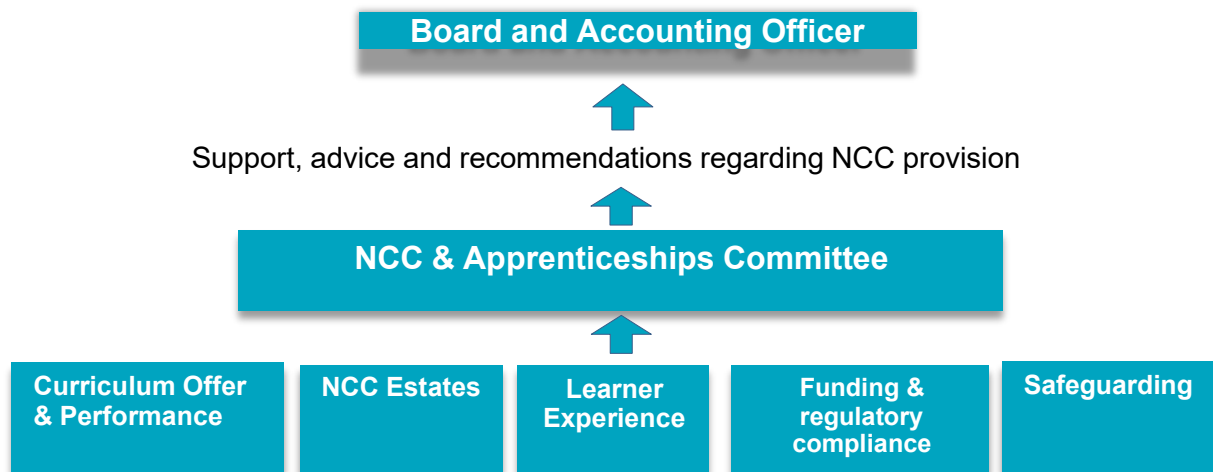 Board and Accounting Officer
Support, advice and recommendations regarding NCC provision
NCC & Apprenticeships Committee
Curriculum Offer
& Performance
NCC Estates
Learner
Experience
Funding &
regulatory
compliance
Safeguarding